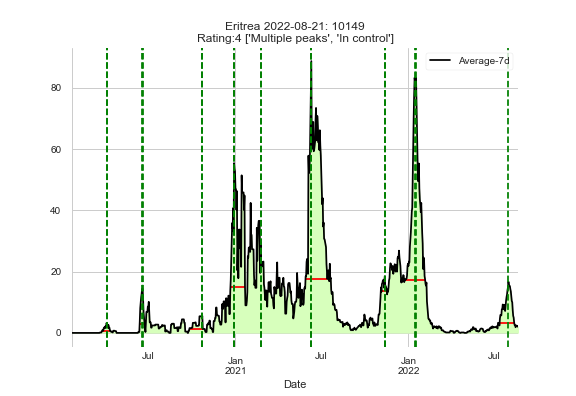 Eritrea 2022-08-21: 10149
Rating:4 ['Multiple peaks', 'In control']
Average-7d
80
60
40
20
0
Jul
Jan
2021
Jul
Jan
2022
Jul
Date